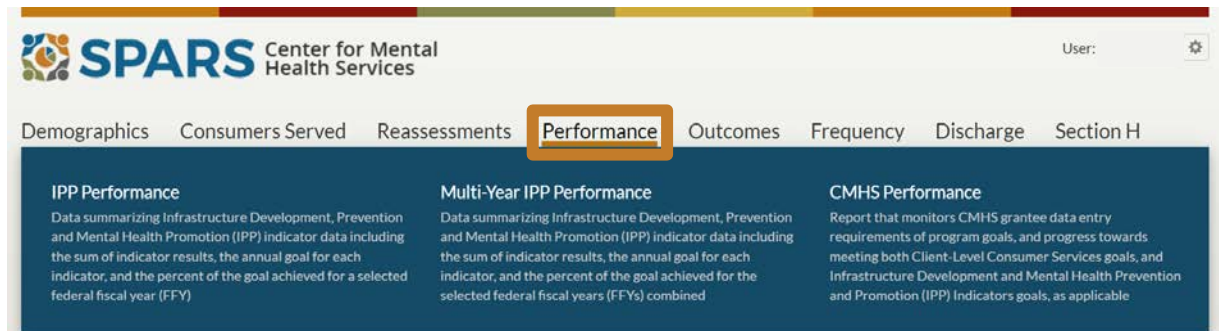 SPARS Center for Mental
Health Services
User:
Demographics Consumers Served Reassessments Performance Outcomes Frequency Discharge Section H
IPP Performance
Data summarizing Infrastructure Development, Prevention
and Mental Health Promotion (IPP) indicator data including
the sum of indicator results, the annual goal for each
indicator, and the percent of the goal achieved for a selected
federal fiscal year (FFY)
Multi-Year IPP Performance
Data summarizing Infrastructure Development, Prevention
and Mental Health Promotion (IPP) indicator data including
the sum of indicator results, the annual goal for each
indicator, and the percent of the goal achieved for the
selected federal fiscal years (FFYs) combined
CMHS Performance
Report that monitors CMHS grantee data entry
requirements of program goals, and progress towards
meeting both Client-Level Consumer Services goals, and
Infrastructure Development and Mental Health Prevention
and Promotion (IPP) Indicators goals, as applicable